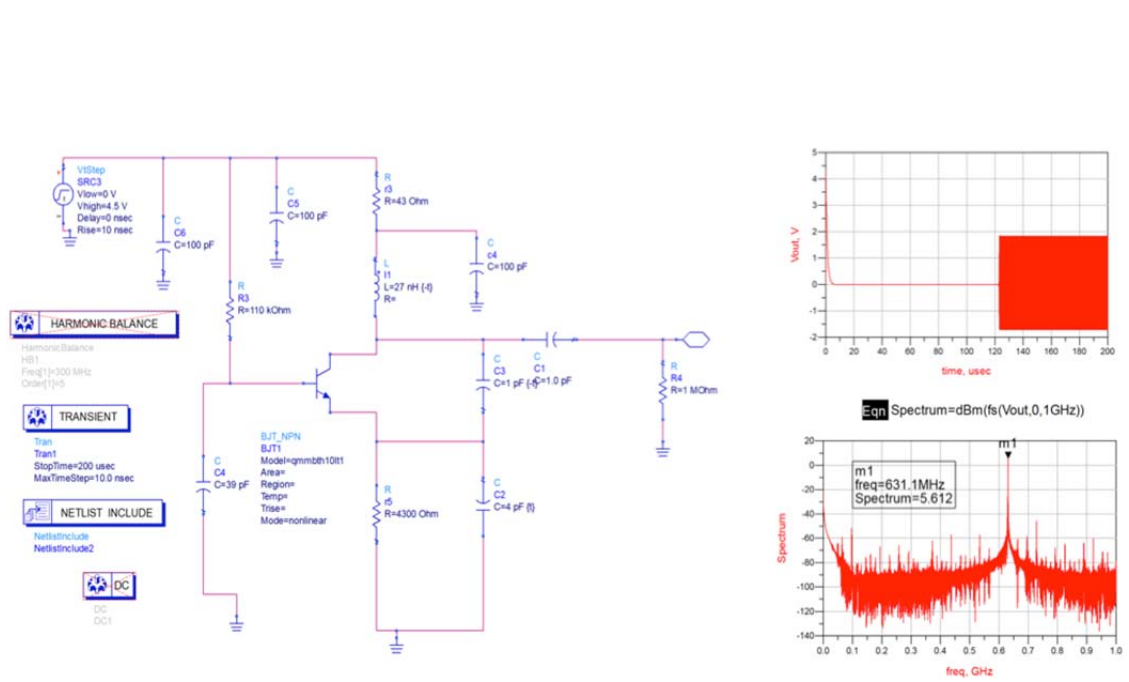 VtStep
SRC3
Vlow=0 V
Vhigh=4.5 V
Delay=0 nsec
Rise=10 nsec
C
C6
C=100 pF
C
C5
C=100 pF
R
r3
R=43 Ohm
C
c4
C=100 pF
L
l1
L=27 nH {-t}
R=
R
R3
R=110 kOhm
HARMONIC BALANCE
HarmonicBalance
HB1
Freq[1]=300 MHz
Order[1]=5
TRANSIENT
Tran
Tran1
StopTime=200 usec
MaxTimeStep=10.0 nsec
NETLIST INCLUDE
NetlistInclude
NetlistInclude2
DC
DC
DC1
C
C4
C=39 pF
BJT_NPN
BJT1
Model=qmmbth10lt1
Area=
Region=
Temp=
Trise=
Mode=nonlinear
C
C3
C=1 pF {-t}
C
C1
C=1.0 pF
R
R4
R=1 MOhm
R
r5
R=4300 Ohm
C
C2
C=4 pF {t}
Vout, V
5
4
3
2
1
0
-1
-2
0 20 40 60 80 100 120 140 160 180 200
time, usec
Eqn Spectrum=dBm(fs(Vout,0,1GHz))
m1
m1
freq=631.1MHz
Spectrum=5.612
Spectrum
20
0
-20
-40
-60
-80
-100
-120
-140
0.0 0.1 0.2 0.3 0.4 0.5 0.6 0.7 0.8 0.9 1.0
freq, GHz